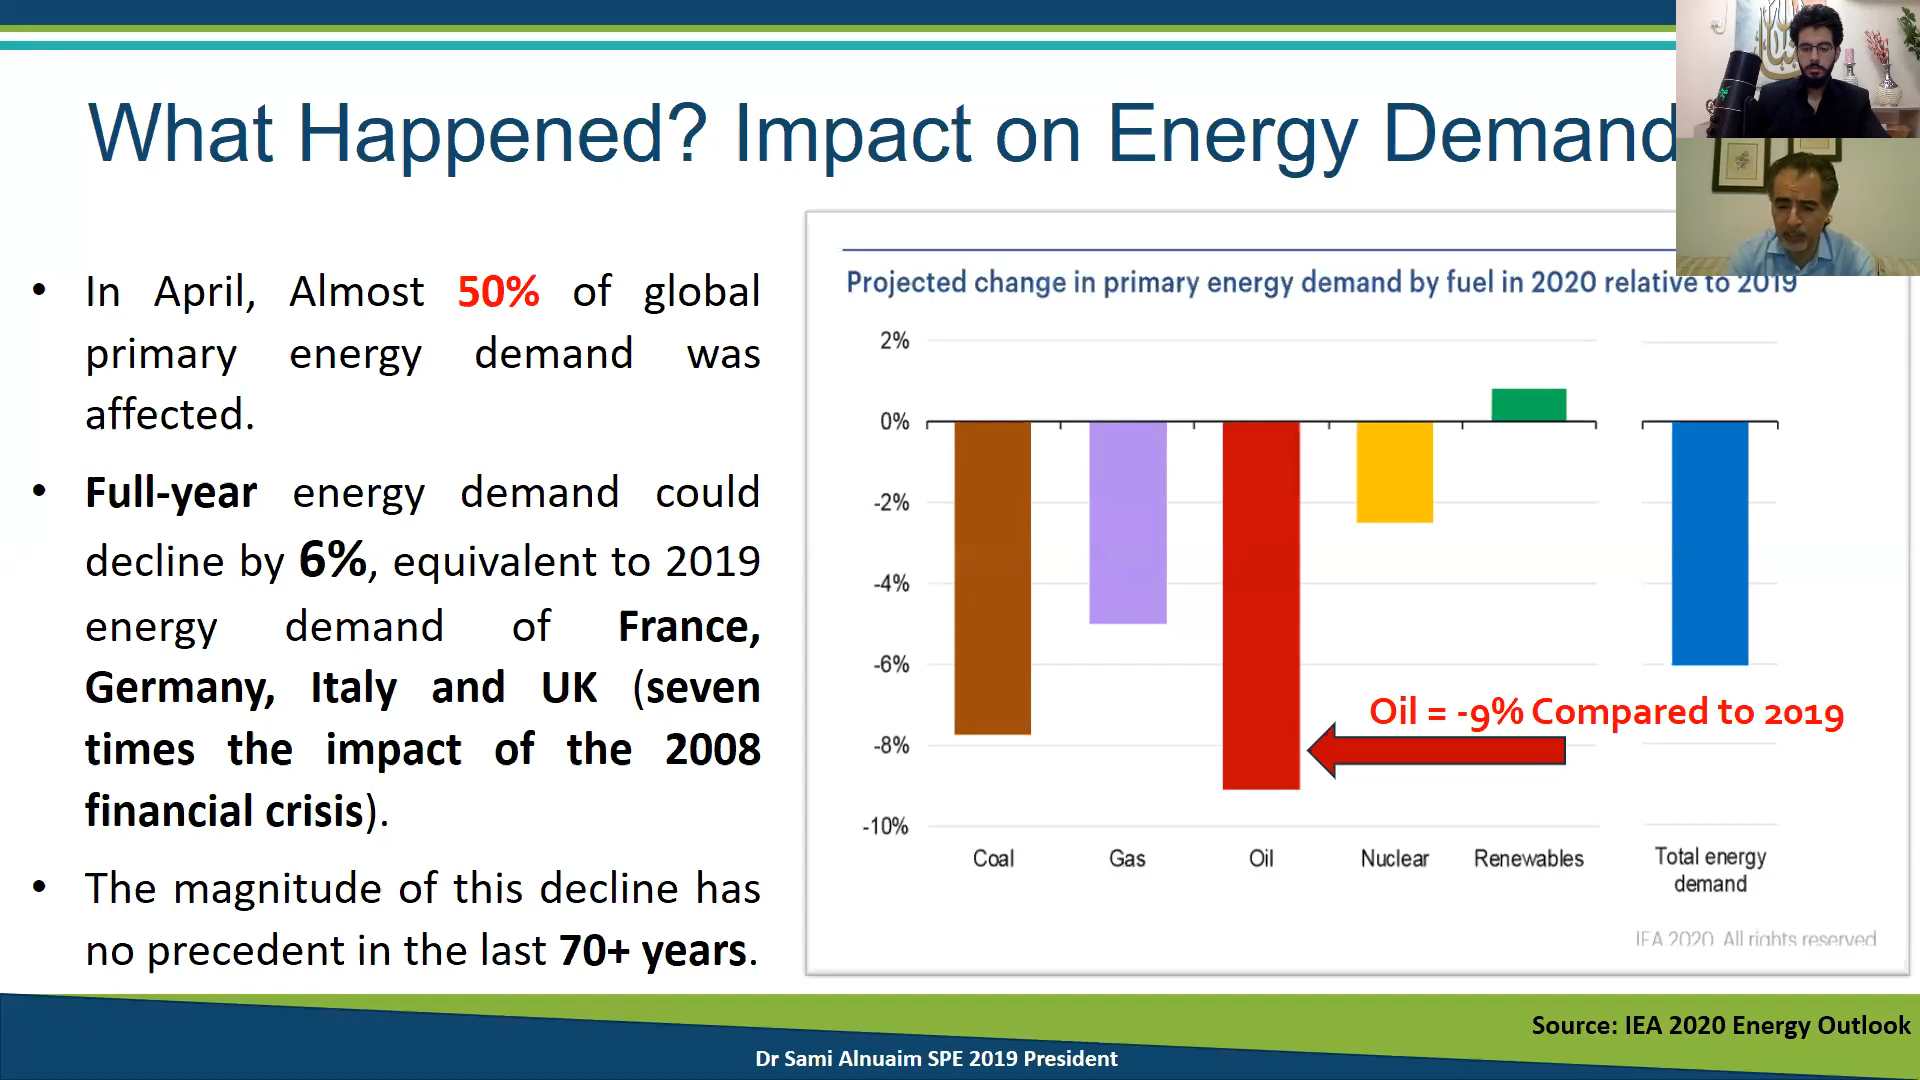 What Happened? Impact on Energy Demand
• In April, Almost 50% of global
primary energy demand was
affected.
• Full-year energy demand could
decline by 6%, equivalent to 2019
energy demand of France,
Germany, Italy and UK (seven
times the impact of the 2008
financial crisis).
• The magnitude of this decline has
no precedent in the last 70+ years.
Projected change in primary energy demand by fuel in 2020 relative to 2019
2%
0%
-2%
-4%
-6%
-8%
-10%
Oil = -9% Compared to 2019
Coal
Gas
Oil
Nuclear
Renewables
Total energy
demand
IEA 2020. All rights reserved
Source: IEA 2020 Energy Outlook
Dr Sami Alnuaim SPE 2019 President